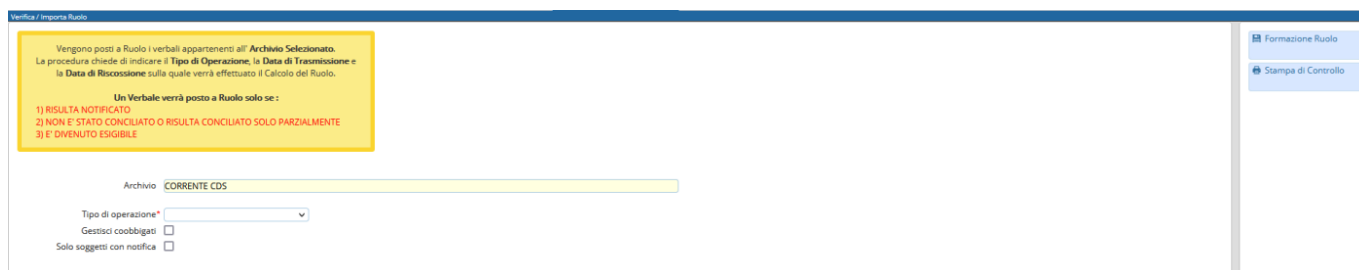 Verifica / Importa Ruolo
Vengono posti a Ruolo i verbali appartenenti all' Archivio Selezionato.
La procedura chiede di indicare il Tipo di Operazione, la Data di Trasmissione e
la Data di Riscossione sulla quale verrà effettuato il Calcolo del Ruolo.
Un Verbale verrà posto a Ruolo solo se :
1) RISULTA NOTIFICATO
2) NON E' STATO CONCILIATO O RISULTA CONCILIATO SOLO PARZIALMENTE
3) E' DIVENUTO ESIGIBILE
Archivio CORRENTE CDS
Tipo di operazione*
Gestisci coobbigati
Solo soggetti con notifica
Formazione Ruolo
Stampa di Controllo